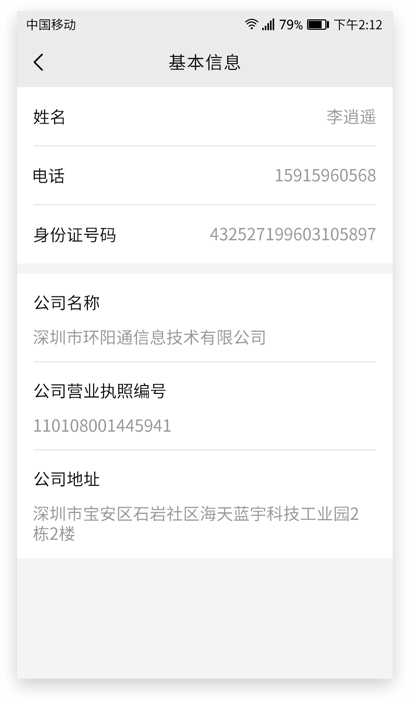 中国移动 79% 下午2:12
基本信息
姓名 李逍遥
电话 15915960568
身份证号码 432527199603105897
公司名称
深圳市环阳通信息技术有限公司
公司营业执照编号
110108001445941
公司地址
深圳市宝安区石岩社区海天蓝宇科技工业园2
栋2楼